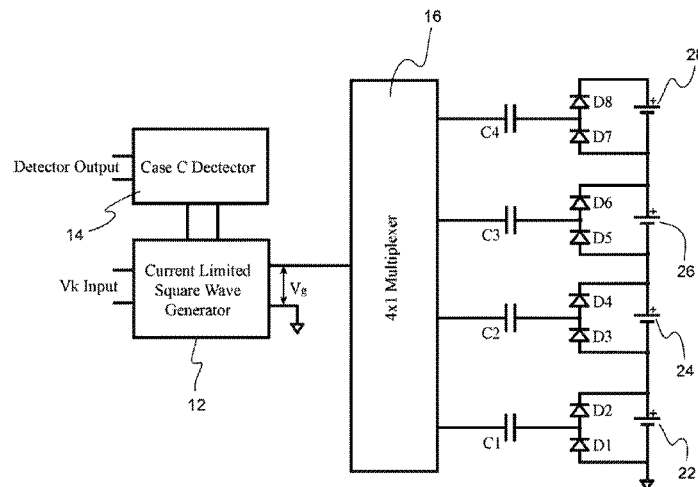 16
28
D8
D7
C4
Case C Dectector
Detector Output
14
4x1 Multiplexer
D6
D5
C3
26
Current Limited
Square Wave
Generator
Vk Input
Vg
12
D4
D3
C2
24
D2
D1
C1
22
+
+
+
+